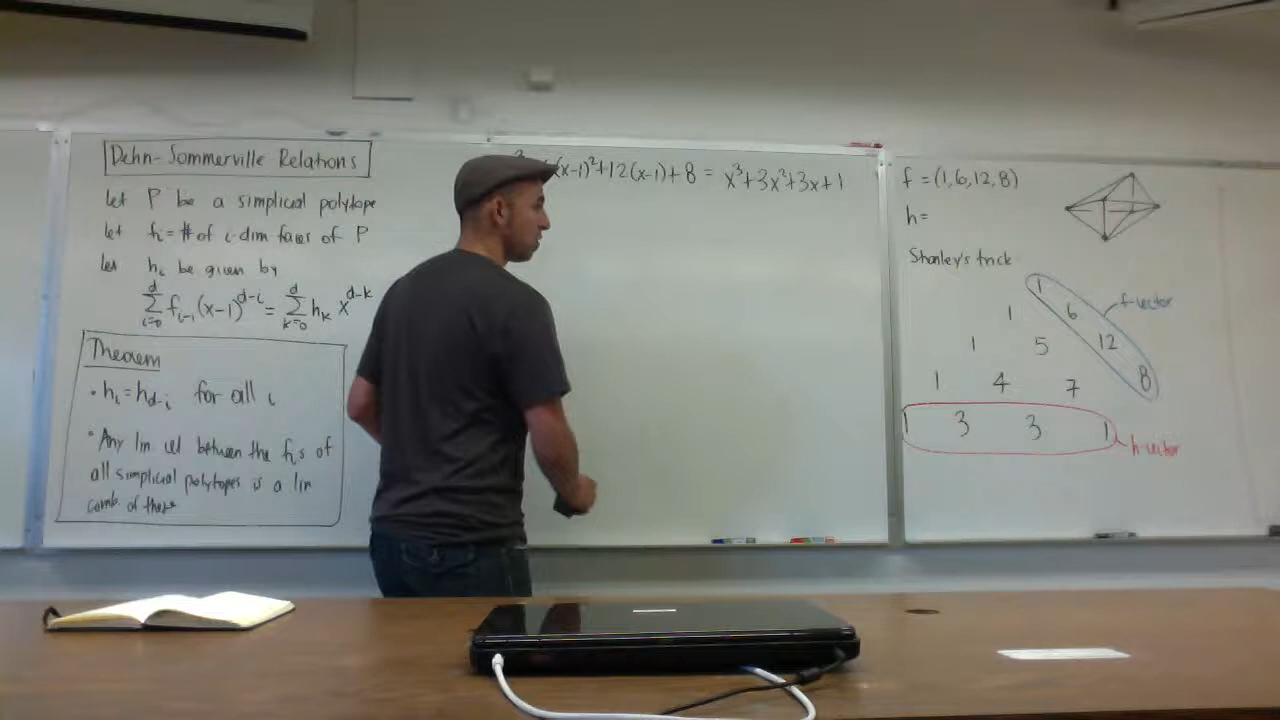 Dehn-Sommerville Relations
let P be a simplicial polytope
let fi = # of i-dim faces of P
let hi be given by
d Σ i=0 f i-1 (x-1)^d-i = d Σ k=0 hk x^d-k
Theorem
• hi = hd-i for all i
• Any lin rel between the fis of
all simplicial polytopes is a lin
comb of these
(x-1)²+12(x-1)+8 = x³+3x²+3x+1
f = (1,6,12,8)
h=
Stanley's trick
1
1 6 f-vector
1 5 12
1 4 7 8
1 3 3 1
h-vector